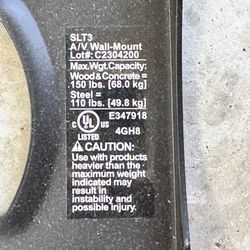 SLT3
A/V Wall-Mount
Lot#: C2304200
Max.Wgt.Capacity:
Wood & Concrete =
150 lbs. [68.0 kg]
Steel =
110 lbs. [49.8 kg]
E347918
c UL US
LISTED
4GH8
⚠ CAUTION:
Use with products
heavier than the
maximum weight
indicated may
result in
instability and
possible injury.